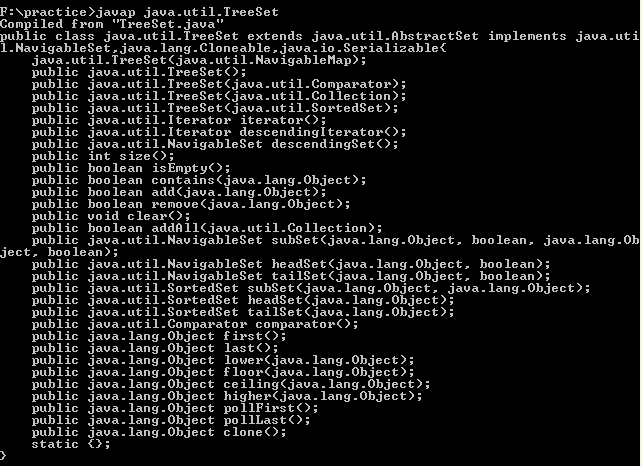 F:\practice>javap java.util.TreeSet
Compiled from "TreeSet.java"
public class java.util.TreeSet extends java.util.AbstractSet implements java.uti
l.NavigableSet,java.lang.Cloneable,java.io.Serializable{
    java.util.TreeSet(java.util.NavigableMap);
    public java.util.TreeSet();
    public java.util.TreeSet(java.util.Comparator);
    public java.util.TreeSet(java.util.Collection);
    public java.util.TreeSet(java.util.SortedSet);
    public java.util.Iterator iterator();
    public java.util.Iterator descendingIterator();
    public java.util.NavigableSet descendingSet();
    public int size();
    public boolean isEmpty();
    public boolean contains(java.lang.Object);
    public boolean add(java.lang.Object);
    public boolean remove(java.lang.Object);
    public void clear();
    public boolean addAll(java.util.Collection);
    public java.util.NavigableSet subSet(java.lang.Object, boolean, java.lang.Ob
ject, boolean);
    public java.util.NavigableSet headSet(java.lang.Object, boolean);
    public java.util.NavigableSet tailSet(java.lang.Object, boolean);
    public java.util.SortedSet subSet(java.lang.Object, java.lang.Object);
    public java.util.SortedSet headSet(java.lang.Object);
    public java.util.SortedSet tailSet(java.lang.Object);
    public java.util.Comparator comparator();
    public java.lang.Object first();
    public java.lang.Object last();
    public java.lang.Object lower(java.lang.Object);
    public java.lang.Object floor(java.lang.Object);
    public java.lang.Object ceiling(java.lang.Object);
    public java.lang.Object higher(java.lang.Object);
    public java.lang.Object pollFirst();
    public java.lang.Object pollLast();
    public java.lang.Object clone();
    static {};
}